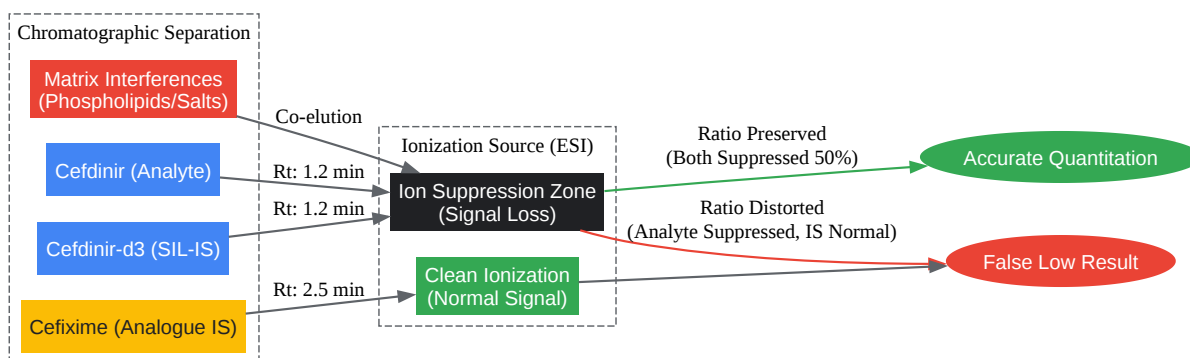 Chromatographic Separation
Matrix Interferences
(Phospholipids/Salts)
Co-elution
Cefdinir (Analyte)
Rt: 1.2 min
Cefdinir-d3 (SIL-IS)
Rt: 1.2 min
Cefixime (Analogue IS)
Rt: 2.5 min
Ionization Source (ESI)
Ion Suppression Zone
(Signal Loss)
Clean Ionization
(Normal Signal)
Ratio Preserved
(Both Suppressed 50%)
Ratio Distorted
(Analyte Suppressed, IS Normal)
Accurate Quantitation
False Low Result